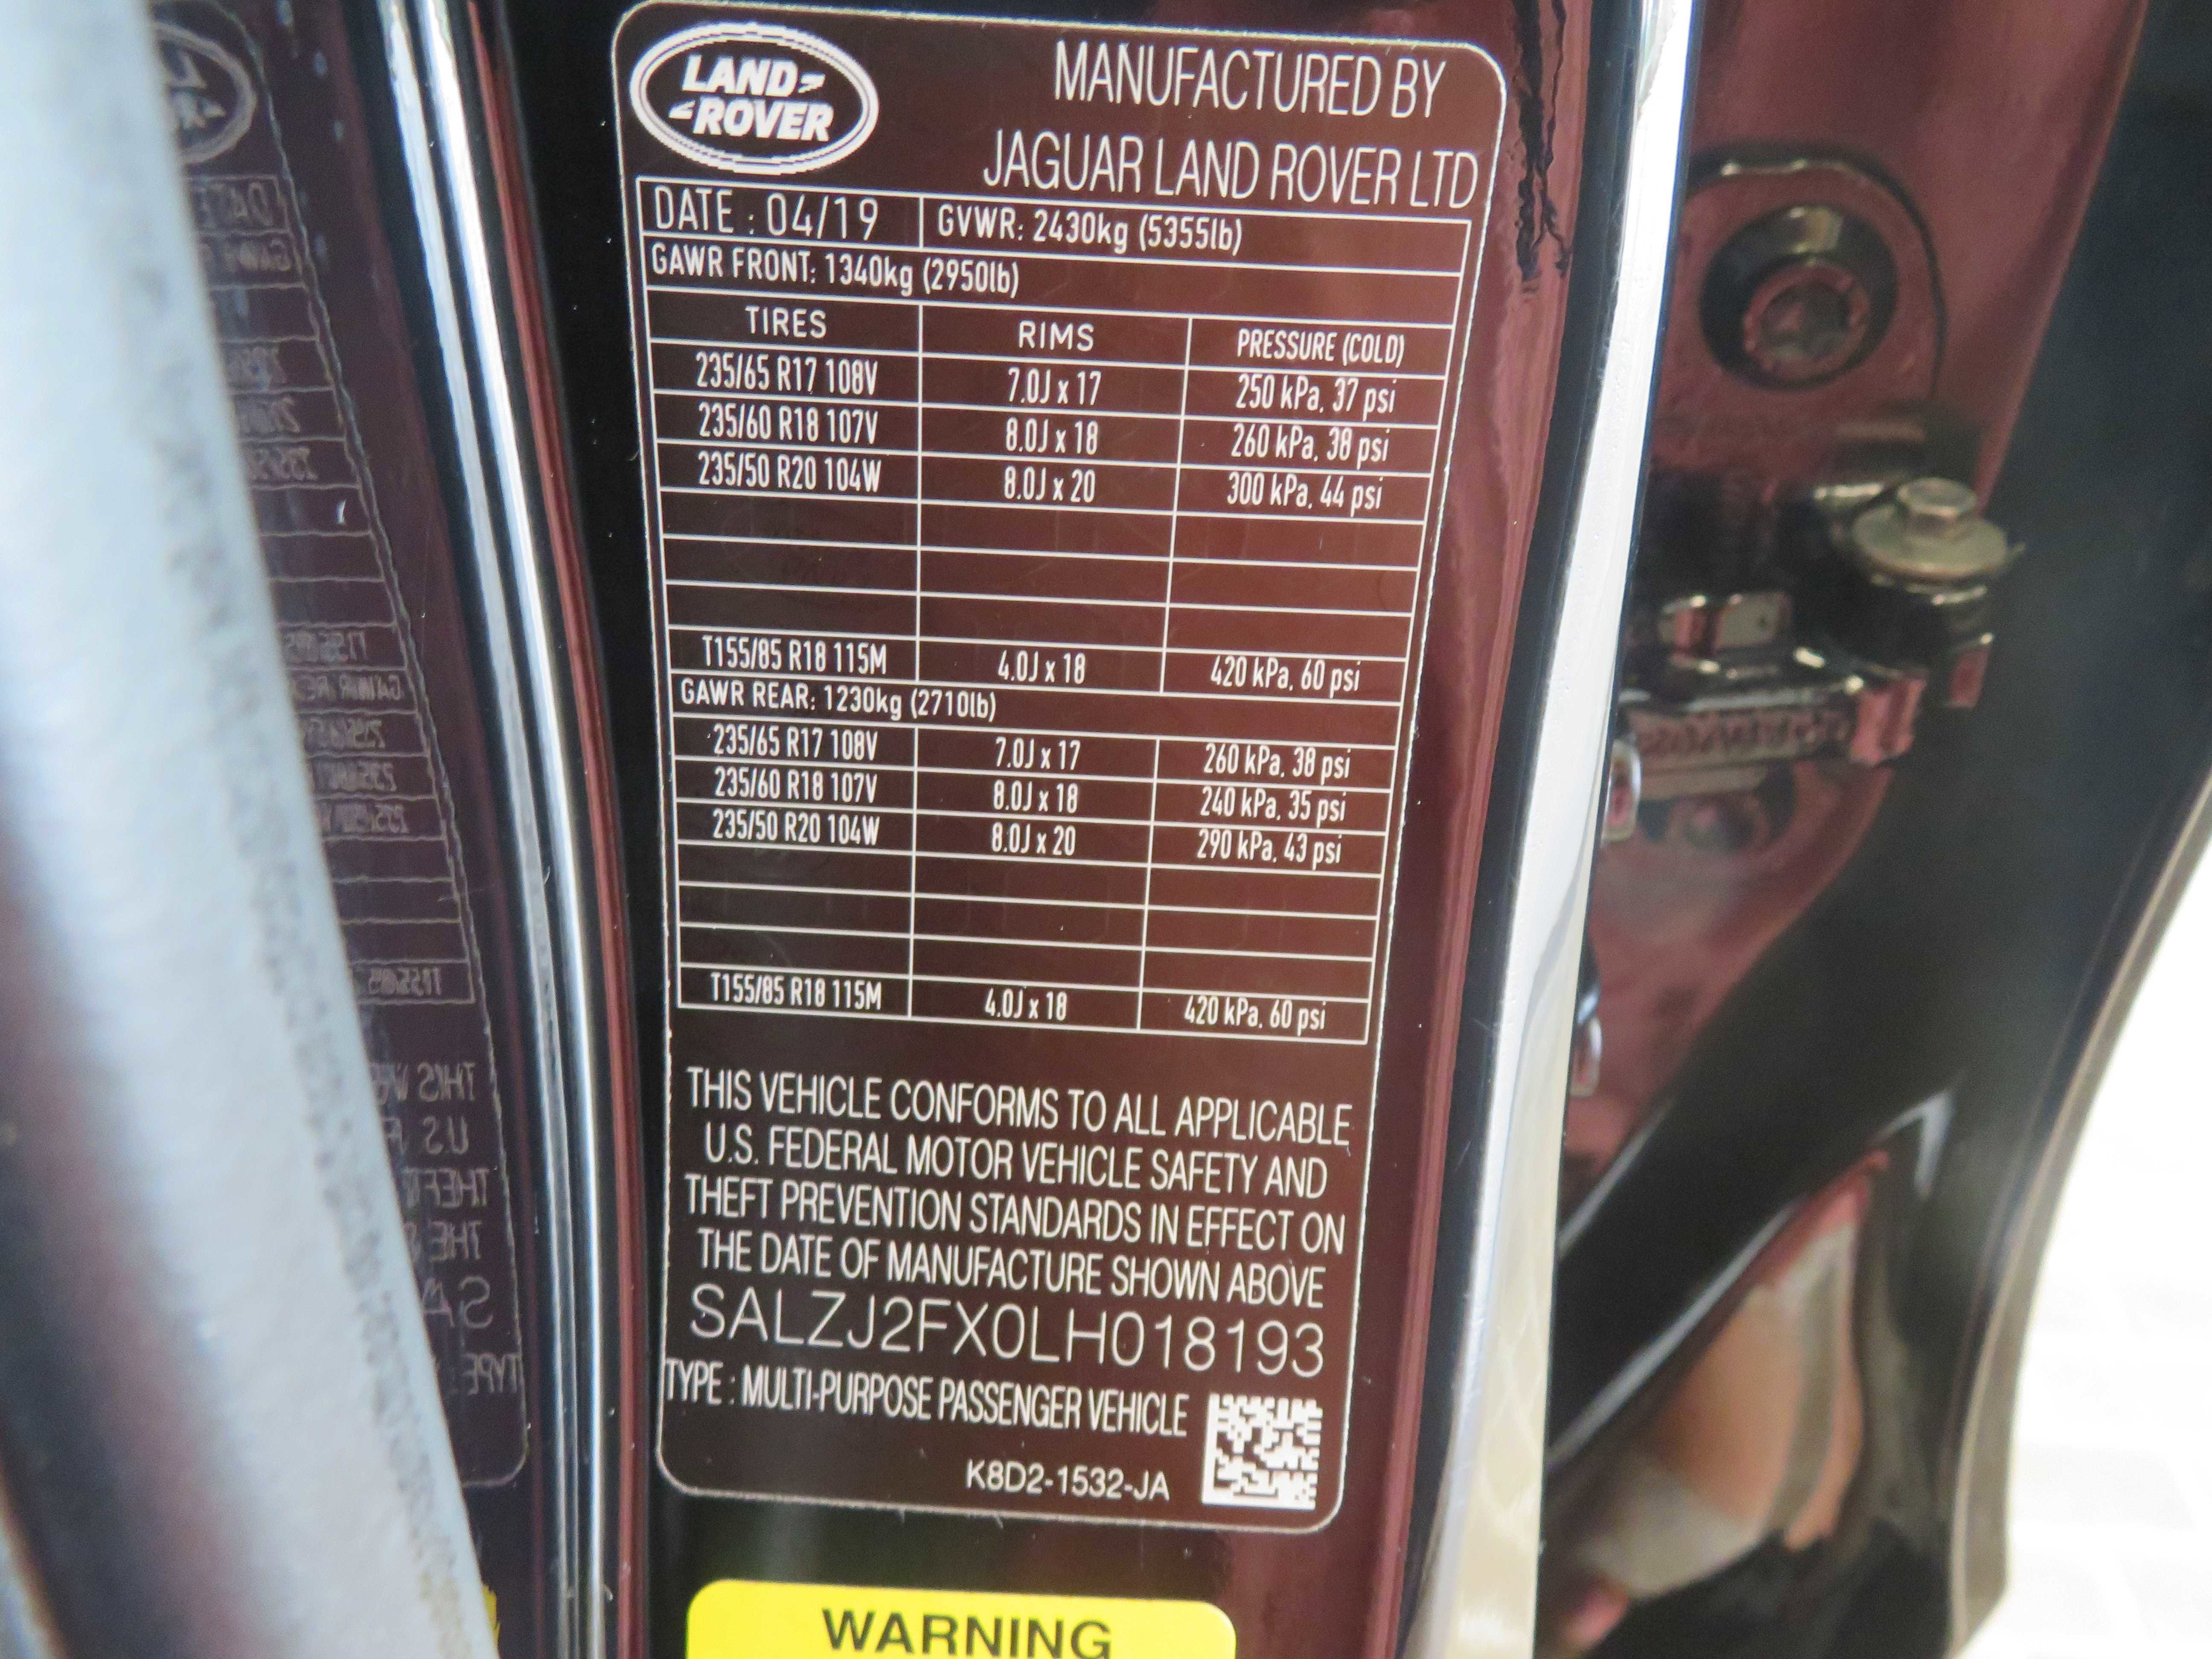 LAND
ROVER
MANUFACTURED BY
JAGUAR LAND ROVER LTD
DATE : 04/19 GVWR: 2430kg (5355lb)
GAWR FRONT: 1340kg (2950lb)
TIRES RIMS PRESSURE (COLD)
235/65 R17 108V 7.0J x 17 250 kPa, 37 psi
235/60 R18 107V 8.0J x 18 260 kPa, 38 psi
235/50 R20 104W 8.0J x 20 300 kPa, 44 psi
T155/85 R18 115M 4.0J x 18 420 kPa, 60 psi
GAWR REAR: 1230kg (2710lb)
235/65 R17 108V 7.0J x 17 260 kPa, 38 psi
235/60 R18 107V 8.0J x 18 240 kPa, 35 psi
235/50 R20 104W 8.0J x 20 290 kPa, 43 psi
T155/85 R18 115M 4.0J x 18 420 kPa, 60 psi
THIS VEHICLE CONFORMS TO ALL APPLICABLE
U.S. FEDERAL MOTOR VEHICLE SAFETY AND
THEFT PREVENTION STANDARDS IN EFFECT ON
THE DATE OF MANUFACTURE SHOWN ABOVE
SALZJ2FX0LH018193
TYPE : MULTI-PURPOSE PASSENGER VEHICLE
K8D2-1532-JA
WARNING